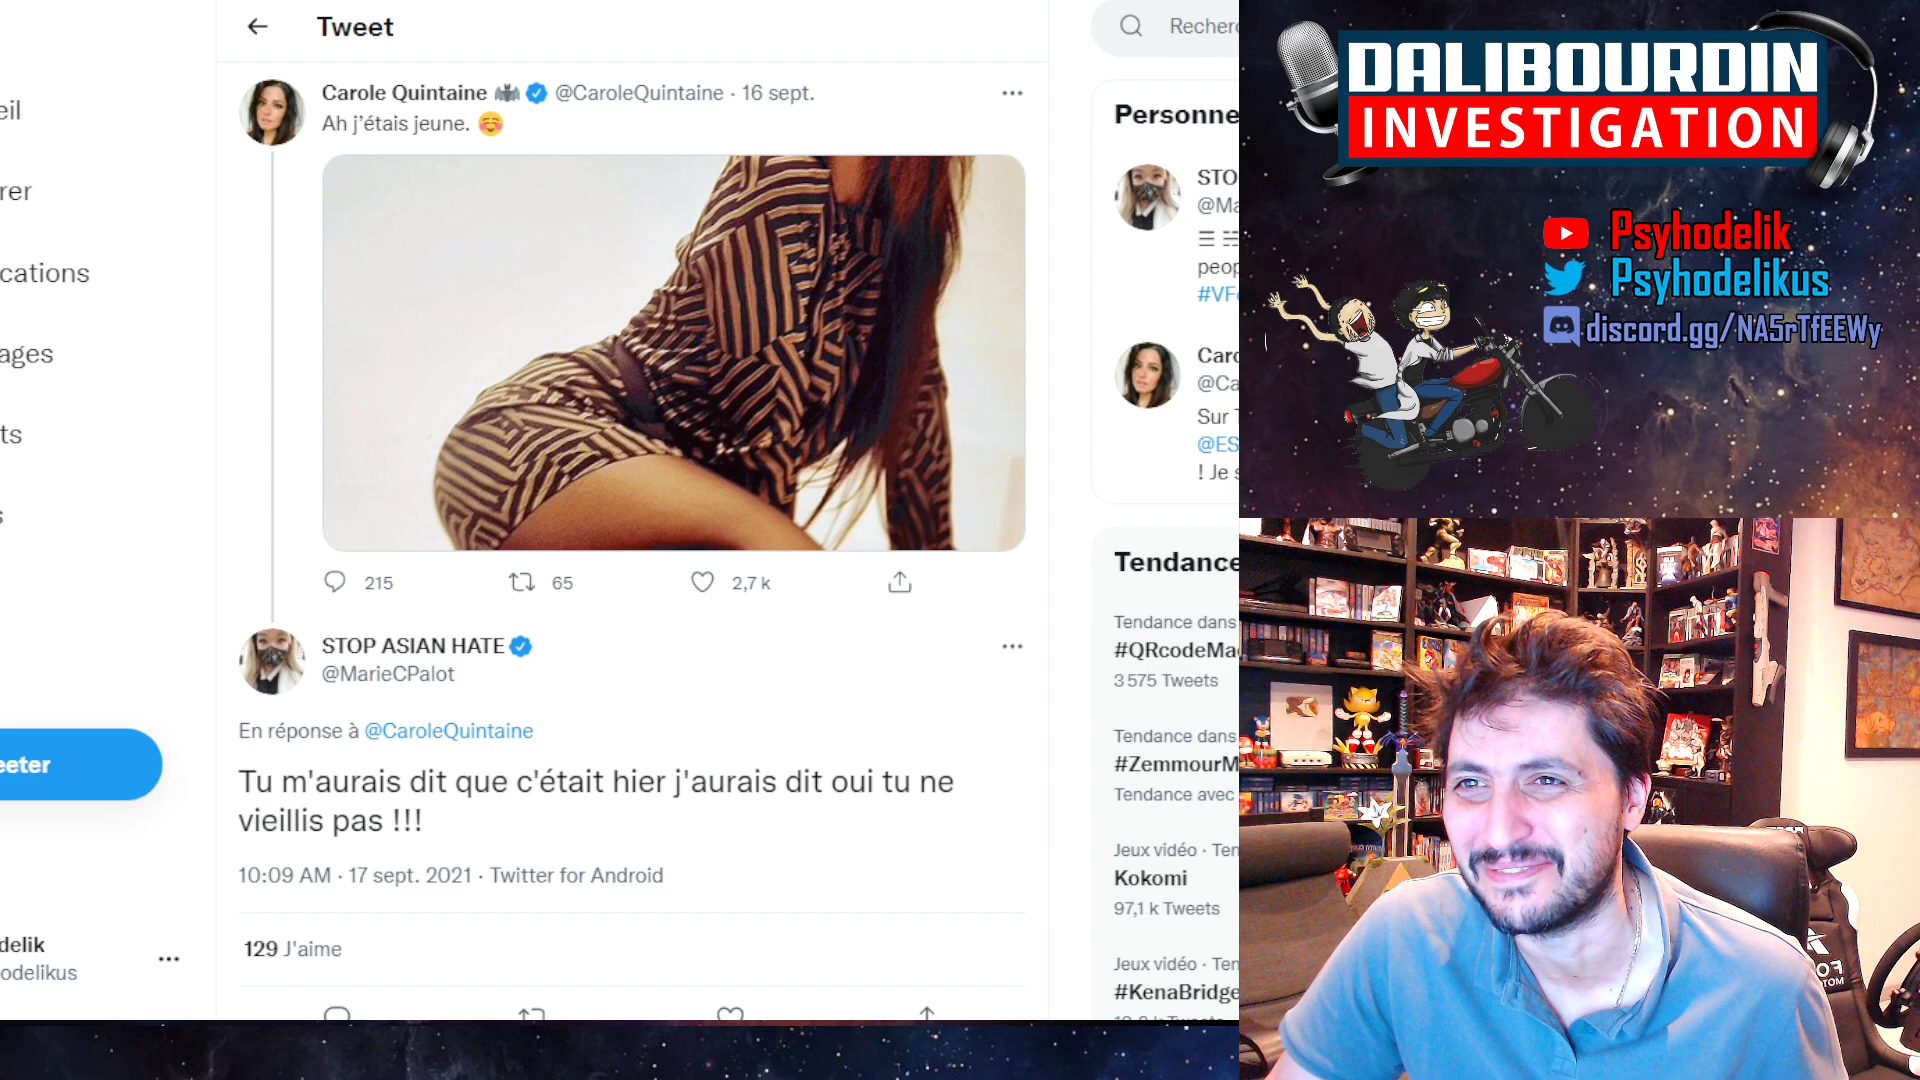 Tweet
Carole Quintaine @CaroleQuintaine · 16 sept.
Ah j'étais jeune. ☺️
215
65
2,7 k
STOP ASIAN HATE
@MarieCPalot
En réponse à @CaroleQuintaine
Tu m'aurais dit que c'était hier j'aurais dit oui tu ne
vieillis pas !!!
10:09 AM · 17 sept. 2021 · Twitter for Android
129 J'aime
eil
rer
cations
ages
ts
s
eeter
delik
odelikus
Recherc
Personne
STO
@Ma
peop
#VF
Caro
@Ca
Sur T
@ES
! Je s
Tendance
Tendance dans
#QRcodeMa
3 575 Tweets
Tendance dans
#ZemmourM
Tendance avec
Jeux vidéo · Ten
Kokomi
97,1 k Tweets
Jeux vidéo · Ten
#KenaBridge
DALIBOURDIN
INVESTIGATION
Psyhodelik
Psyhodelikus
discord.gg/NA5rTfEEWy